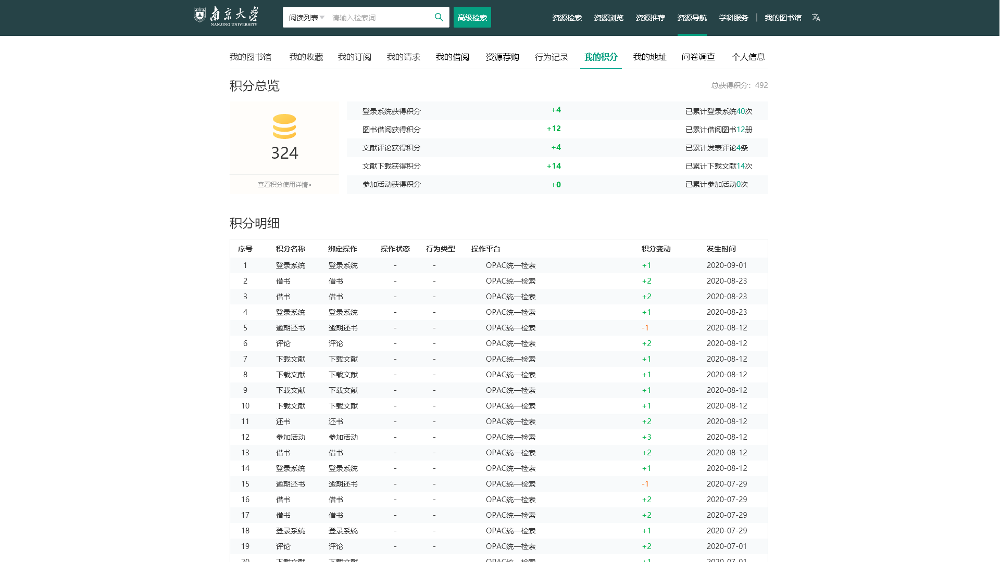 南京大学
NANJING UNIVERSITY
阅读列表 请输入检索词 高级检索 资源检索 资源浏览 资源推荐 资源导航 学科服务 我的图书馆
我的图书馆 我的收藏 我的订阅 我的请求 我的借阅 资源荐购 行为记录 我的积分 我的地址 问卷调查 个人信息
积分总览 总获得积分：492
324
查看积分使用详情>
登录系统获得积分 +4 已累计登录系统40次
图书借阅获得积分 +12 已累计借阅图书12册
文献评论获得积分 +4 已累计发表评论4条
文献下载获得积分 +14 已累计下载文献14次
参加活动获得积分 +0 已累计参加活动0次
积分明细
序号 积分名称 绑定操作 操作状态 行为类型 操作平台 积分变动 发生时间
1 登录系统 登录系统 - - OPAC统一检索 +1 2020-09-01
2 借书 借书 - - OPAC统一检索 +2 2020-08-23
3 借书 借书 - - OPAC统一检索 +2 2020-08-23
4 登录系统 登录系统 - - OPAC统一检索 +1 2020-08-23
5 逾期还书 逾期还书 - - OPAC统一检索 -1 2020-08-12
6 评论 评论 - - OPAC统一检索 +2 2020-08-12
7 下载文献 下载文献 - - OPAC统一检索 +1 2020-08-12
8 下载文献 下载文献 - - OPAC统一检索 +1 2020-08-12
9 下载文献 下载文献 - - OPAC统一检索 +1 2020-08-12
10 下载文献 下载文献 - - OPAC统一检索 +1 2020-08-12
11 还书 还书 - - OPAC统一检索 +2 2020-08-12
12 参加活动 参加活动 - - OPAC统一检索 +3 2020-08-12
13 借书 借书 - - OPAC统一检索 +2 2020-08-12
14 登录系统 登录系统 - - OPAC统一检索 +1 2020-08-12
15 逾期还书 逾期还书 - - OPAC统一检索 -1 2020-07-29
16 借书 借书 - - OPAC统一检索 +2 2020-07-29
17 借书 借书 - - OPAC统一检索 +2 2020-07-29
18 登录系统 登录系统 - - OPAC统一检索 +1 2020-07-29
19 评论 评论 - - OPAC统一检索 +2 2020-07-01
20 下载文献 下载文献 OPAC统一检索 +1 2020-07-01